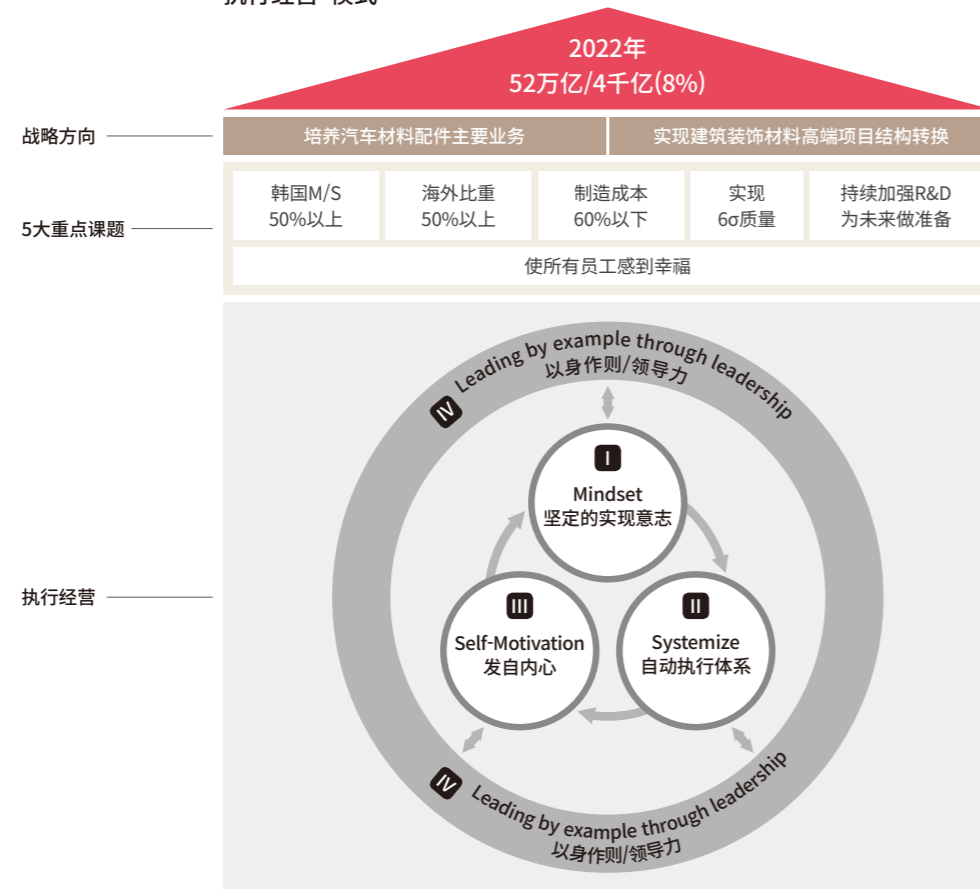 执行经营 模式
2022年
52万亿/4千亿(8%)
战略方向
培养汽车材料配件主要业务
实现建筑装饰材料高端项目结构转换
5大重点课题
韩国M/S
50%以上
海外比重
50%以上
制造成本
60%以下
实现
6σ质量
持续加强R&D
为未来做准备
使所有员工感到幸福
执行经营
IV Leading by example through leadership
以身作则/领导力
I
Mindset
坚定的实现意志
III
Self-Motivation
发自内心
II
Systemize
自动执行体系
IV Leading by example through leadership
以身作则/领导力